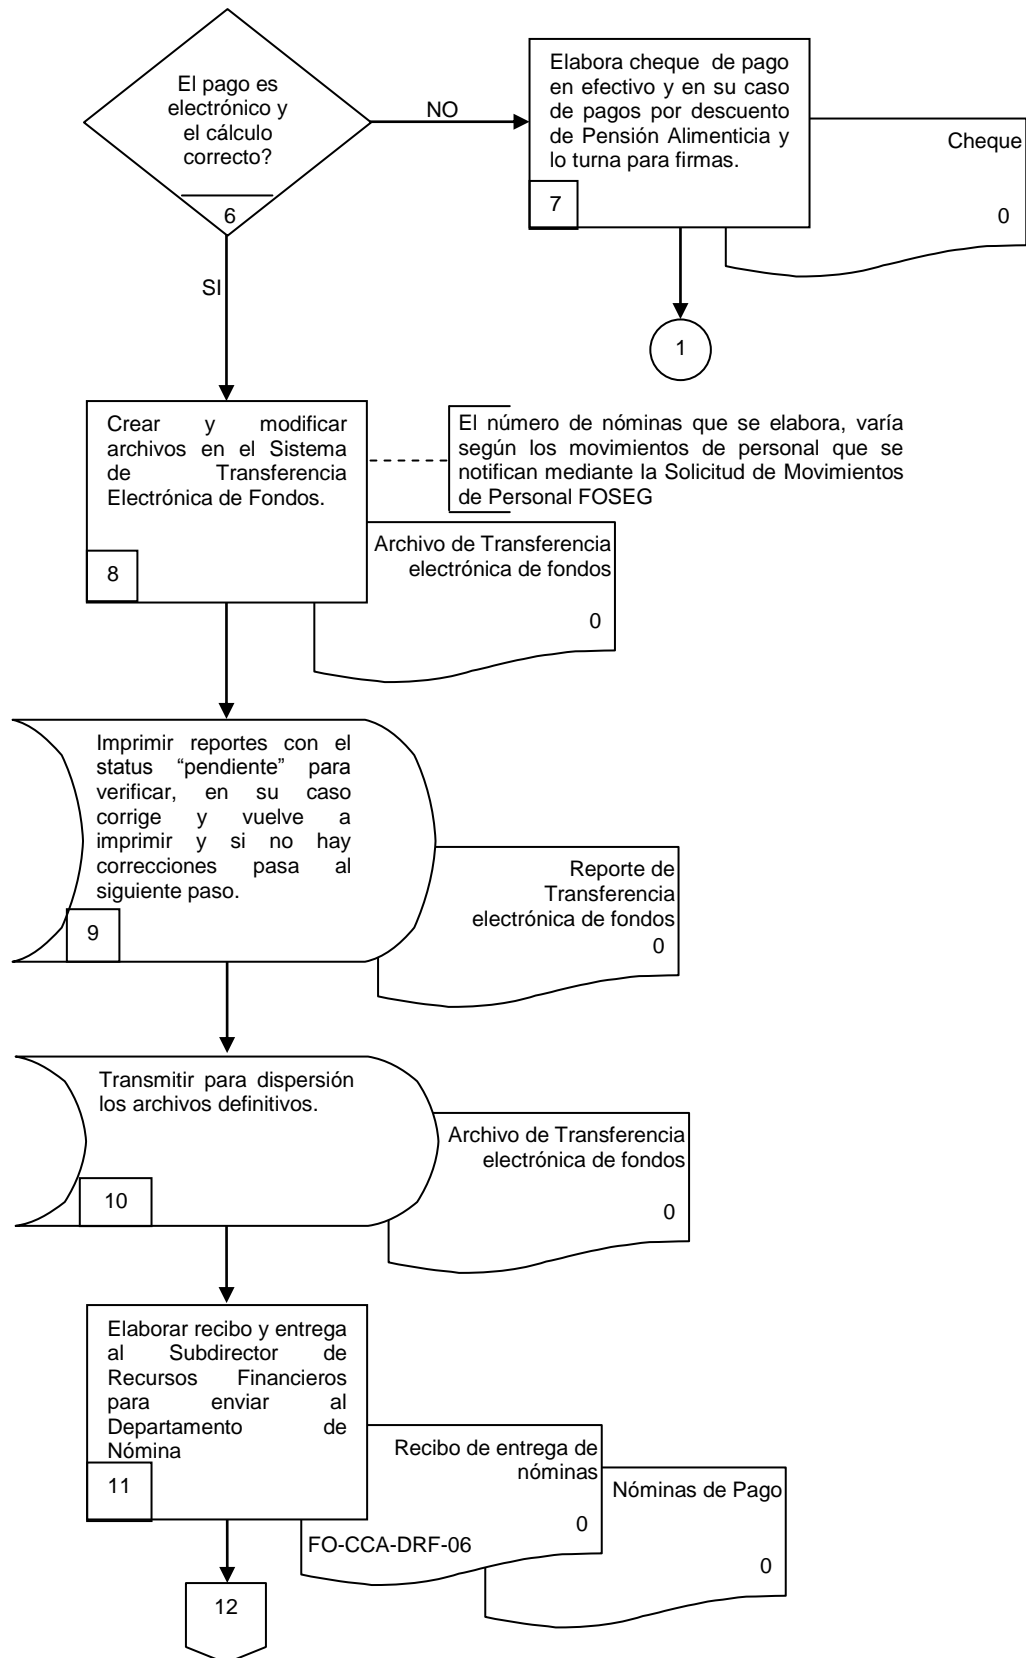 El pago es
electrónico y
el cálculo
correcto?
6
NO
Elabora cheque de pago
en efectivo y en su caso
de pagos por descuento
de Pensión Alimenticia y
lo turna para firmas.
7
Cheque
0
1
SI
Crear y modificar
archivos en el Sistema
de Transferencia
Electrónica de Fondos.
8
El número de nóminas que se elabora, varía
según los movimientos de personal que se
notifican mediante la Solicitud de Movimientos
de Personal FOSEG
Archivo de Transferencia
electrónica de fondos
0
Imprimir reportes con el
status “pendiente” para
verificar, en su caso
corrige y vuelve a
imprimir y si no hay
correcciones pasa al
siguiente paso.
9
Reporte de
Transferencia
electrónica de fondos
0
Transmitir para dispersión
los archivos definitivos.
10
Archivo de Transferencia
electrónica de fondos
0
Elaborar recibo y entrega
al Subdirector de
Recursos Financieros
para enviar al
Departamento de
Nómina
11
Recibo de entrega de
nóminas
0
FO-CCA-DRF-06
Nóminas de Pago
0
12